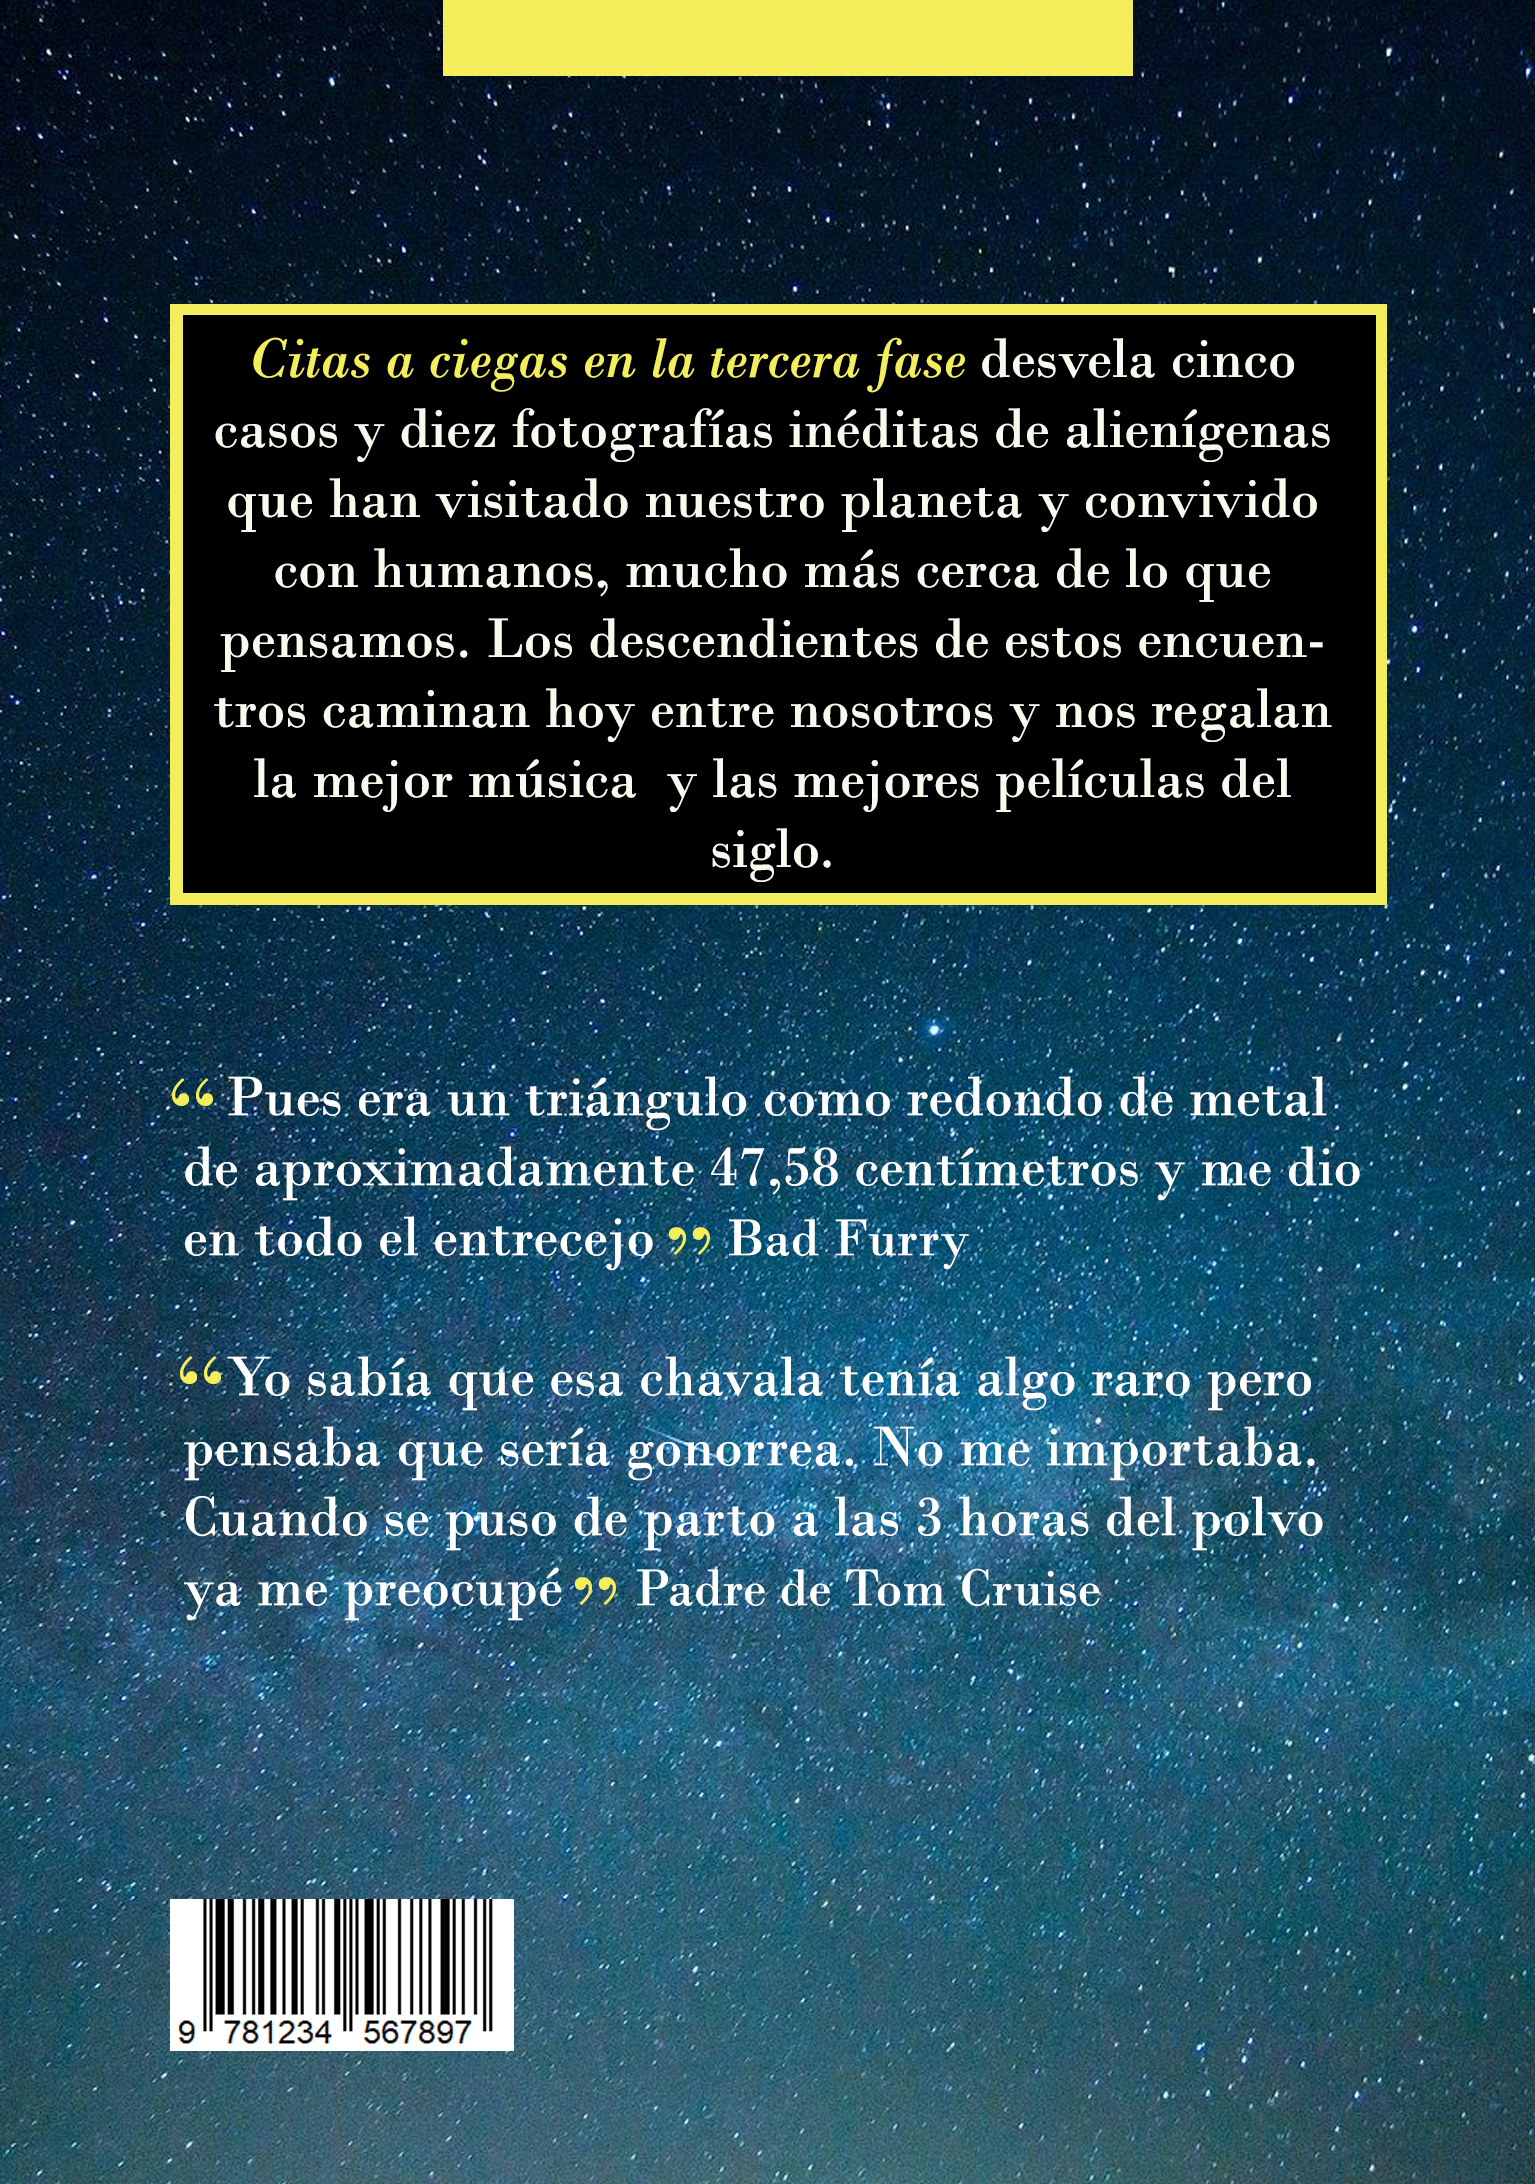 Citas a ciegas en la tercera fase desvela cinco
casos y diez fotografías inéditas de alienígenas
que han visitado nuestro planeta y convivido
con humanos, mucho más cerca de lo que
pensamos. Los descendientes de estos encuen-
tros caminan hoy entre nosotros y nos regalan
la mejor música  y las mejores películas del
siglo.
“Pues era un triángulo como redondo de metal
de aproximadamente 47,58 centímetros y me dio
en todo el entrecejo” Bad Furry
“Yo sabía que esa chavala tenía algo raro pero
pensaba que sería gonorrea. No me importaba.
Cuando se puso de parto a las 3 horas del polvo
ya me preocupé” Padre de Tom Cruise
9 781234 567897